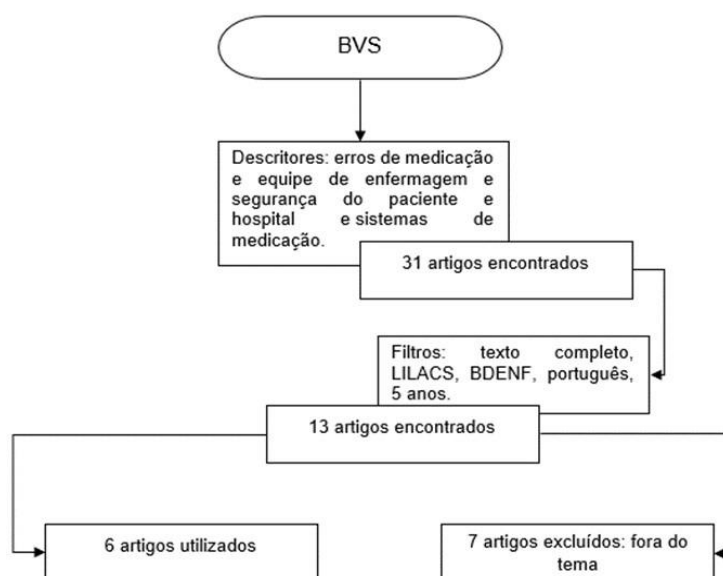 BVS
Descritores: erros de medicação
e equipe de enfermagem e
segurança do paciente e
hospital e sistemas de
medicação.
31 artigos encontrados
Filtros: texto completo,
LILACS, BDENF, português,
5 anos.
13 artigos encontrados
6 artigos utilizados
7 artigos excluídos: fora do
tema